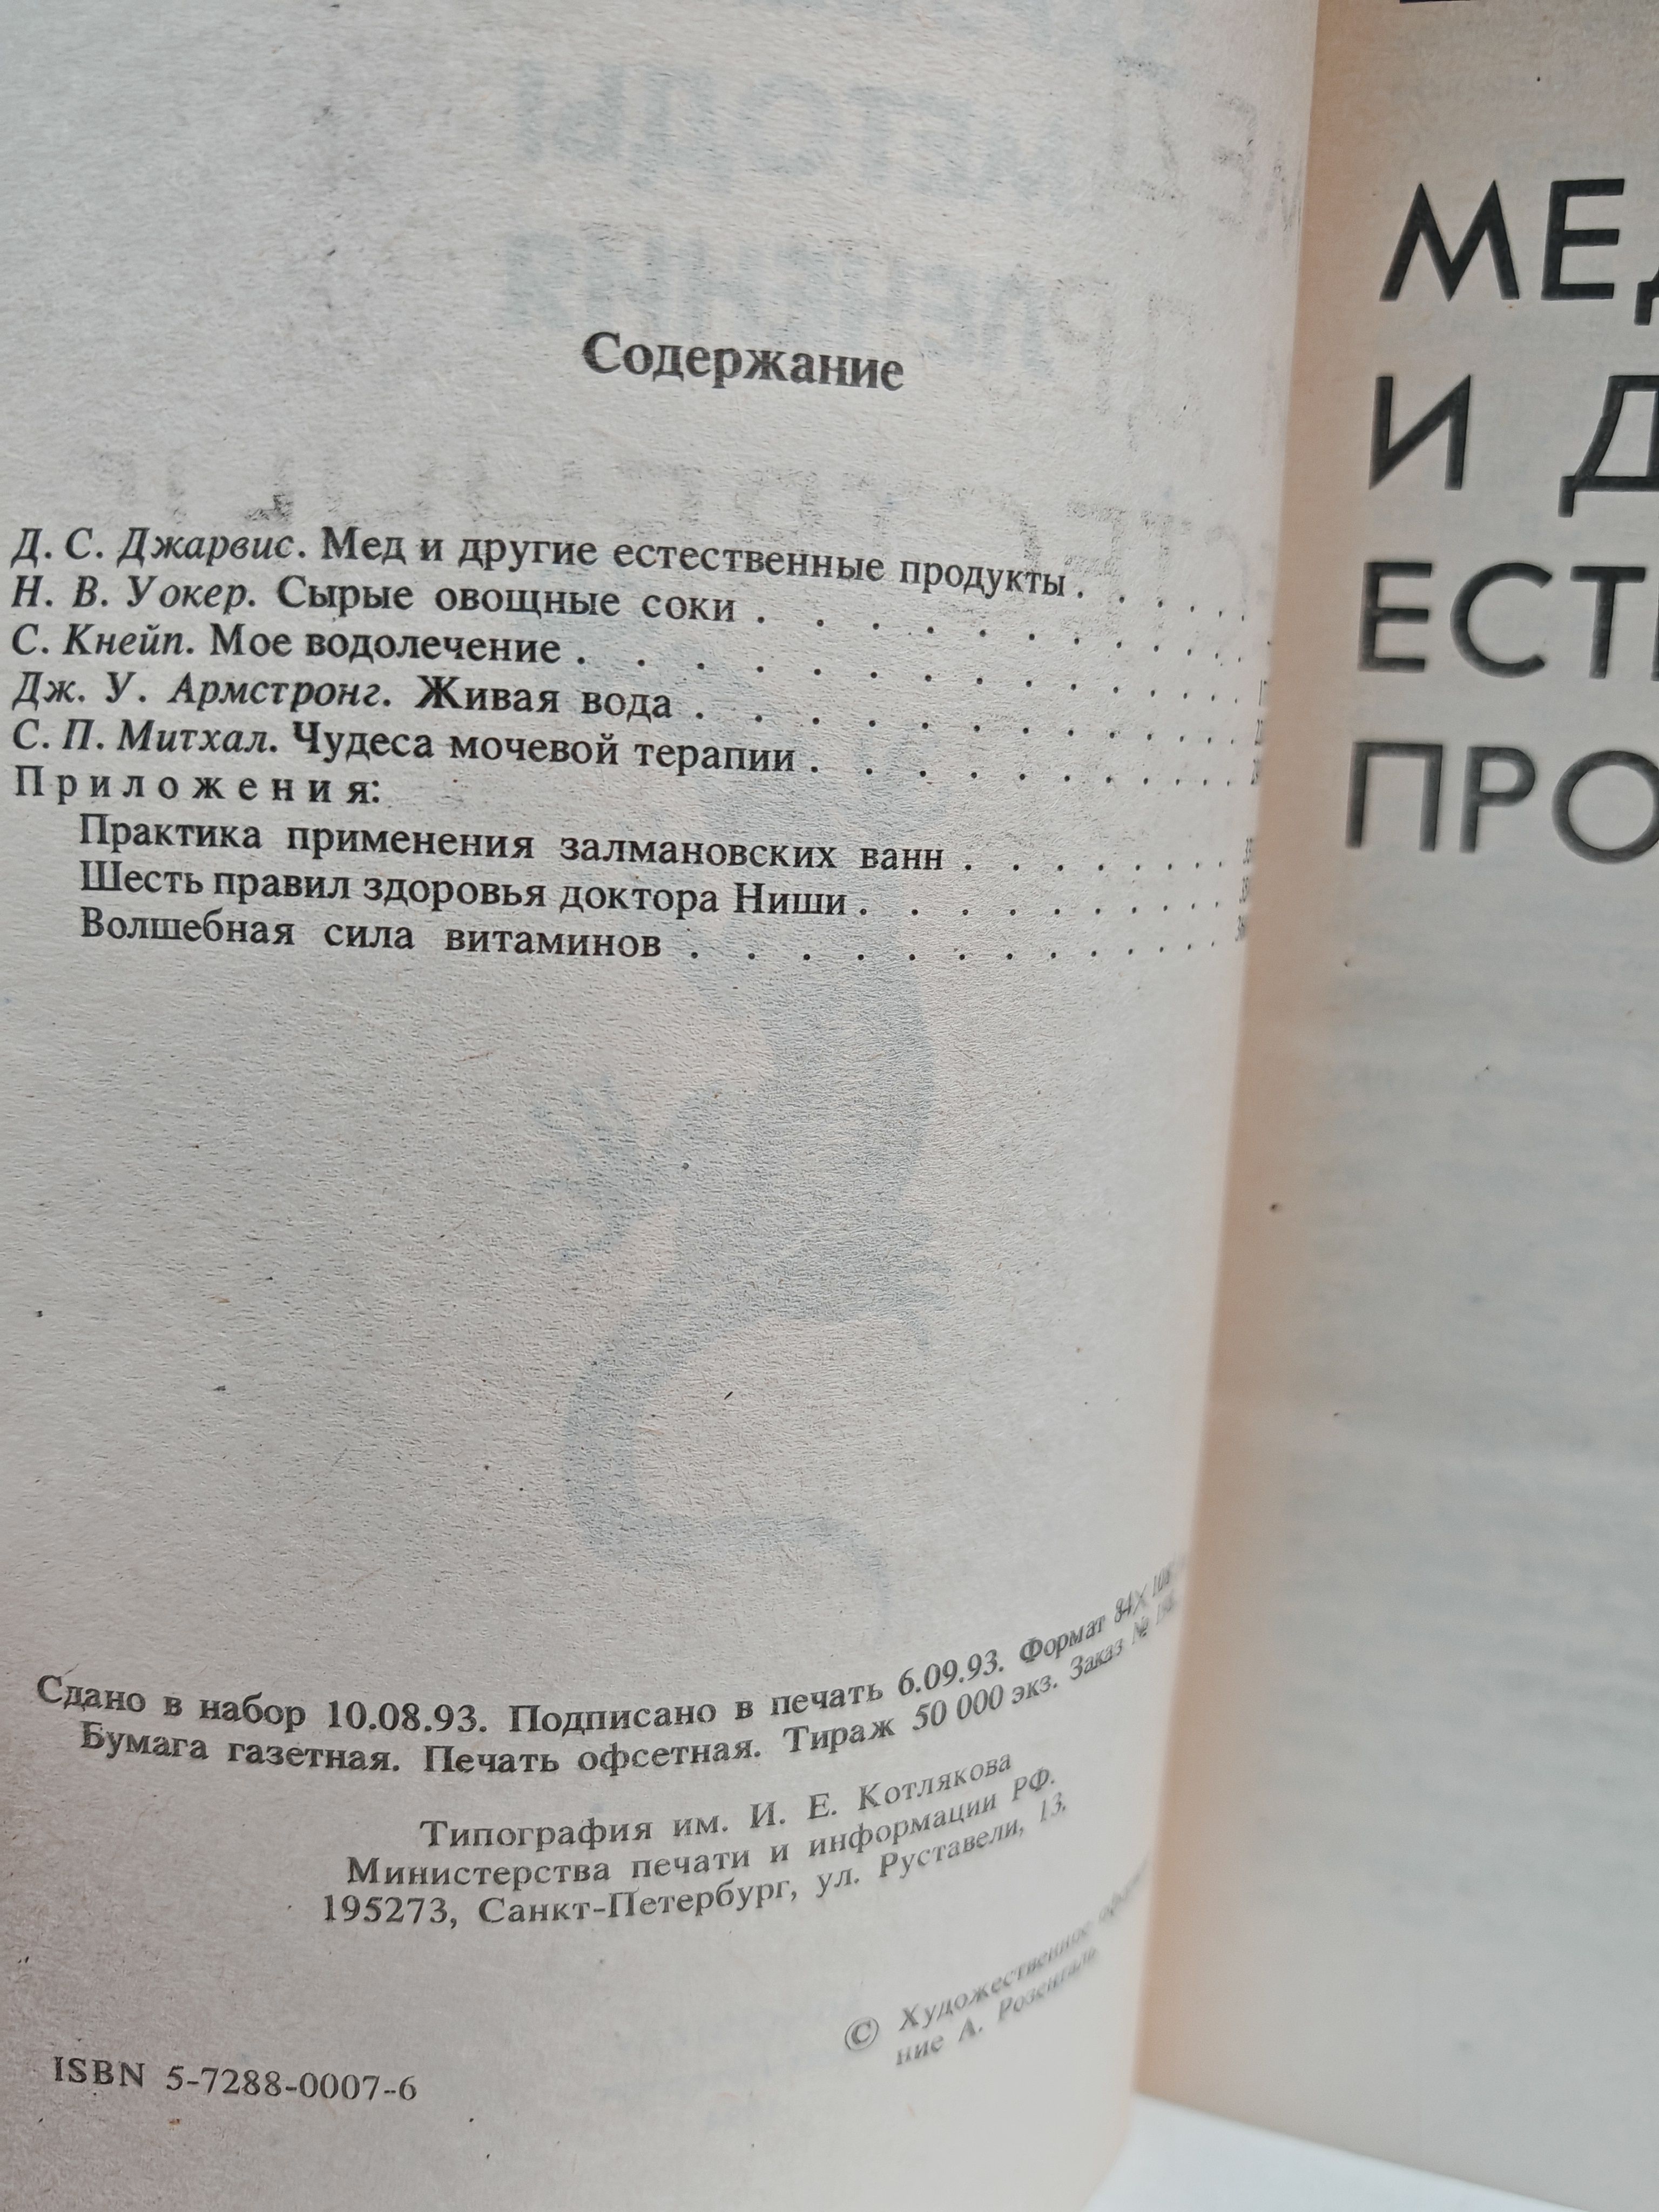 Содержание
Д. С. Джарвис. Мед и другие естественные продукты . . . . .
Н. В. Уокер. Сырые овощные соки . . . . . . . . . .
С. Кнейп. Мое водолечение . . . . . . . . . . . .
Дж. У. Армстронг. Живая вода . . . . . . . . . . .
С. П. Митхал. Чудеса мочевой терапии . . . . . . . . .
Приложения:
Практика применения залмановских ванн . . . . . . .
Шесть правил здоровья доктора Ниши . . . . . . . . .
Волшебная сила витаминов . . . . . . . . . . .
Сдано в набор 10.08.93. Подписано в печать 6.09.93. Формат 84×108
Бумага газетная. Печать офсетная. Тираж 50 000 экз. Заказ №
Типография им. И. Е. Котлякова
Министерства печати и информации РФ.
195273, Санкт-Петербург, ул. Руставели, 13.
© Художественное
ние А. Розенталь
ISBN 5-7288-0007-6
МЕД
И Д
ЕСТ
ПРО